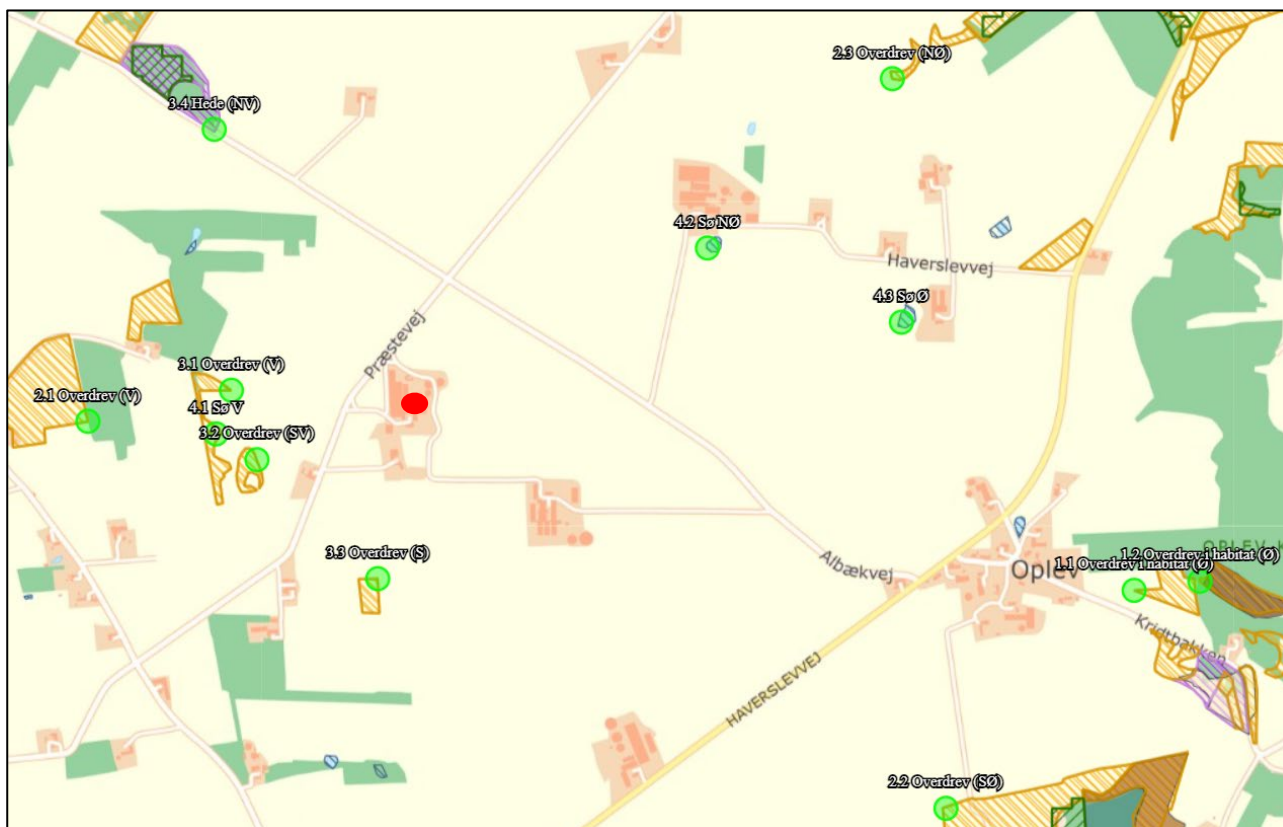 2.3 Overdrev (NØ)
3.4 Hede (NV)
4.2 Sø NØ
Haverslevvej
4.3 Sø Ø
Præstevej
3.1 Overdrev (V)
2.1 Overdrev (V)
4.1 Sø V
3.2 Overdrev (SV)
3.3 Overdrev (S)
Albækvej
Oplev
OPLEV K
1.2 Overdrev i habitat (Ø)
1.1 Overdrev i habitat (Ø)
Kridtbakken
HAVERSLEVVEJ
2.2 Overdrev (SØ)